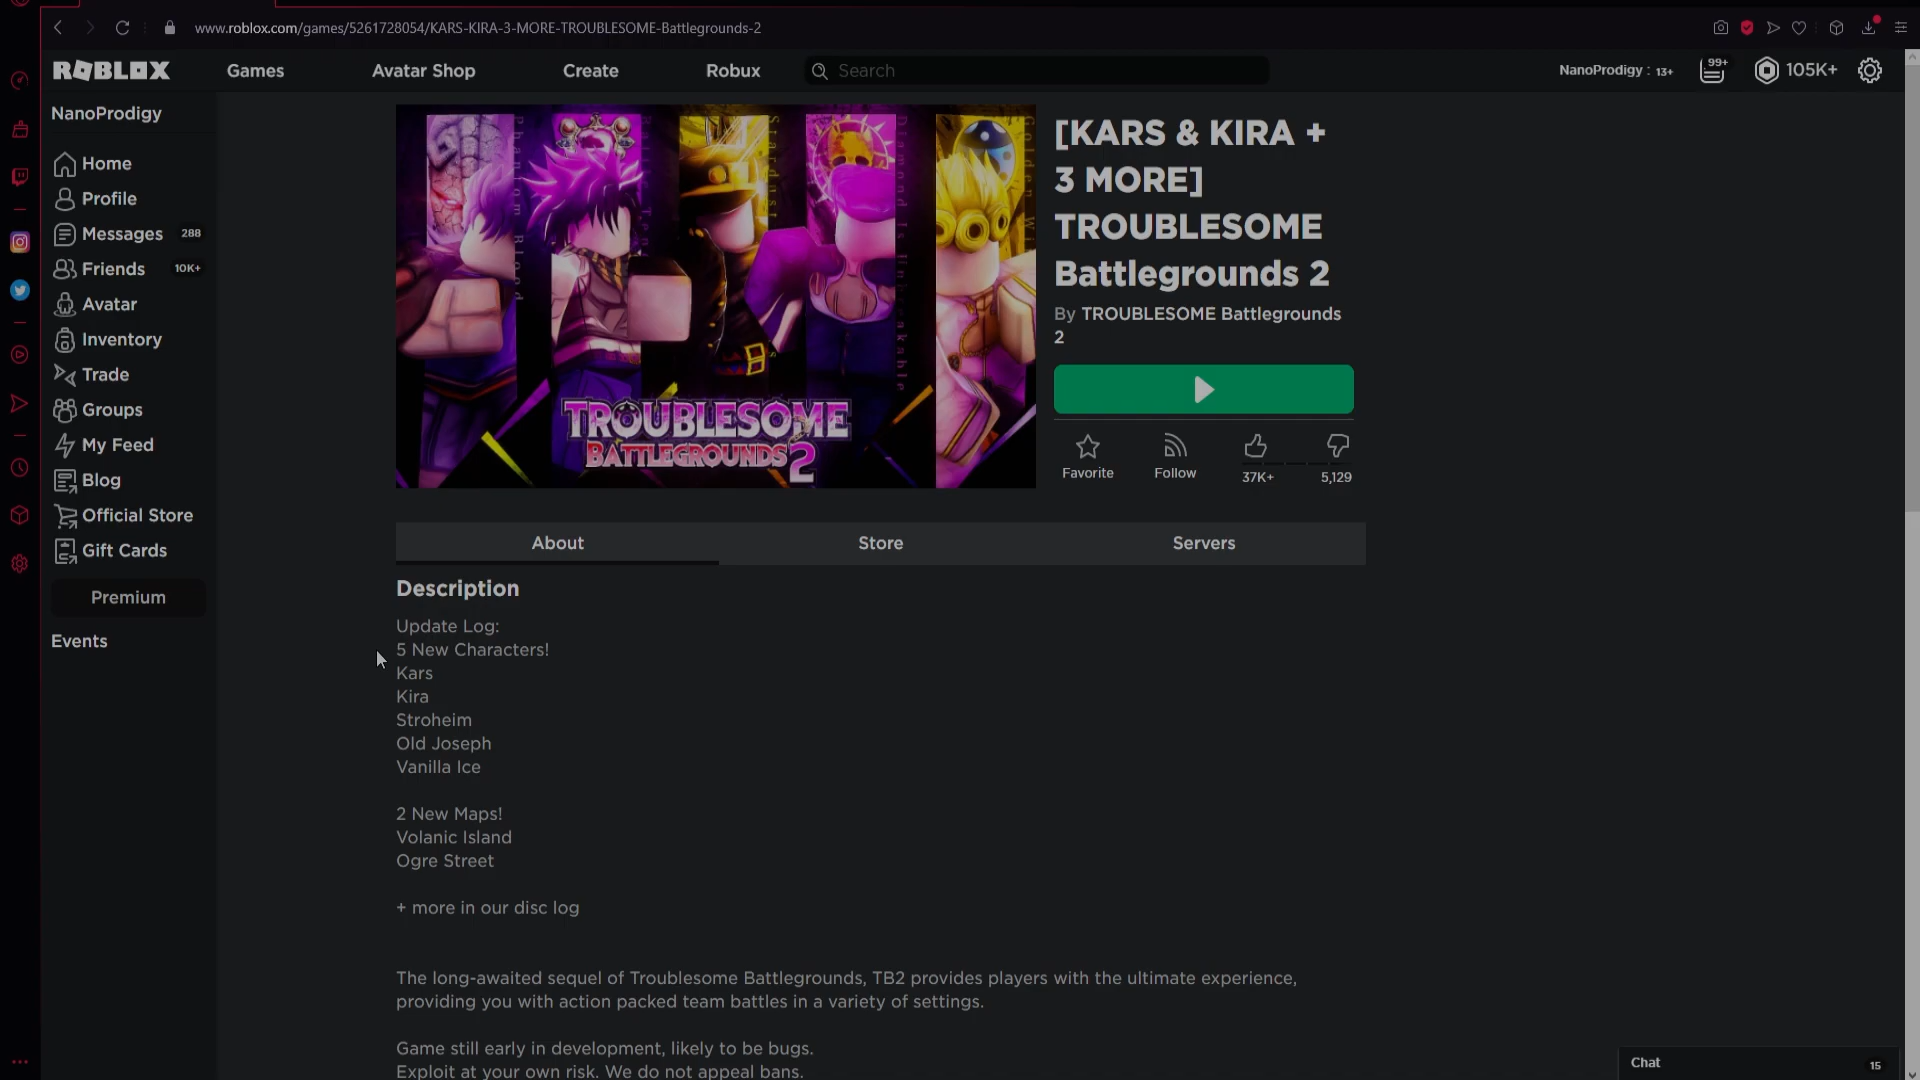 www.roblox.com/games/5261728054/KARS-KIRA-3-MORE-TROUBLESOME-Battlegrounds-2
ROBLOX
Games
Avatar Shop
Create
Robux
Search
NanoProdigy : 13+
99+
105K+
NanoProdigy
Home
Profile
Messages 288
Friends 10K+
Avatar
Inventory
Trade
Groups
My Feed
Blog
Official Store
Gift Cards
Premium
Events
TROUBLESOME
BATTLEGROUNDS 2
[KARS & KIRA +
3 MORE]
TROUBLESOME
Battlegrounds 2
By TROUBLESOME Battlegrounds
2
Favorite
Follow
37K+
5,129
About
Store
Servers
Description
Update Log:
5 New Characters!
Kars
Kira
Stroheim
Old Joseph
Vanilla Ice
2 New Maps!
Volanic Island
Ogre Street
+ more in our disc log
The long-awaited sequel of Troublesome Battlegrounds, TB2 provides players with the ultimate experience,
providing you with action packed team battles in a variety of settings.
Game still early in development, likely to be bugs.
Exploit at your own risk. We do not appeal bans.
Chat 15